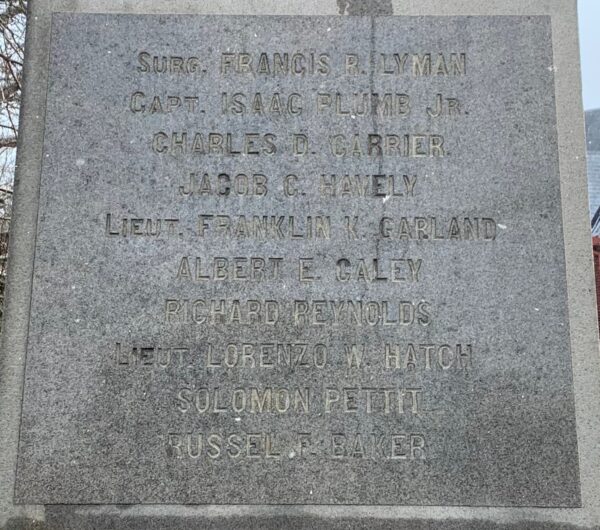 SURG. FRANCIS R. LYMAN
CAPT. ISAAC PLUMB JR.
CHARLES D. CARRIER.
JACOB C. HAVELY
LIEUT. FRANKLIN K. GARLAND
ALBERT E. CALEY
RICHARD REYNOLDS
LIEUT. LORENZO W. HATCH
SOLOMON PETTIT
RUSSEL F. BAKER